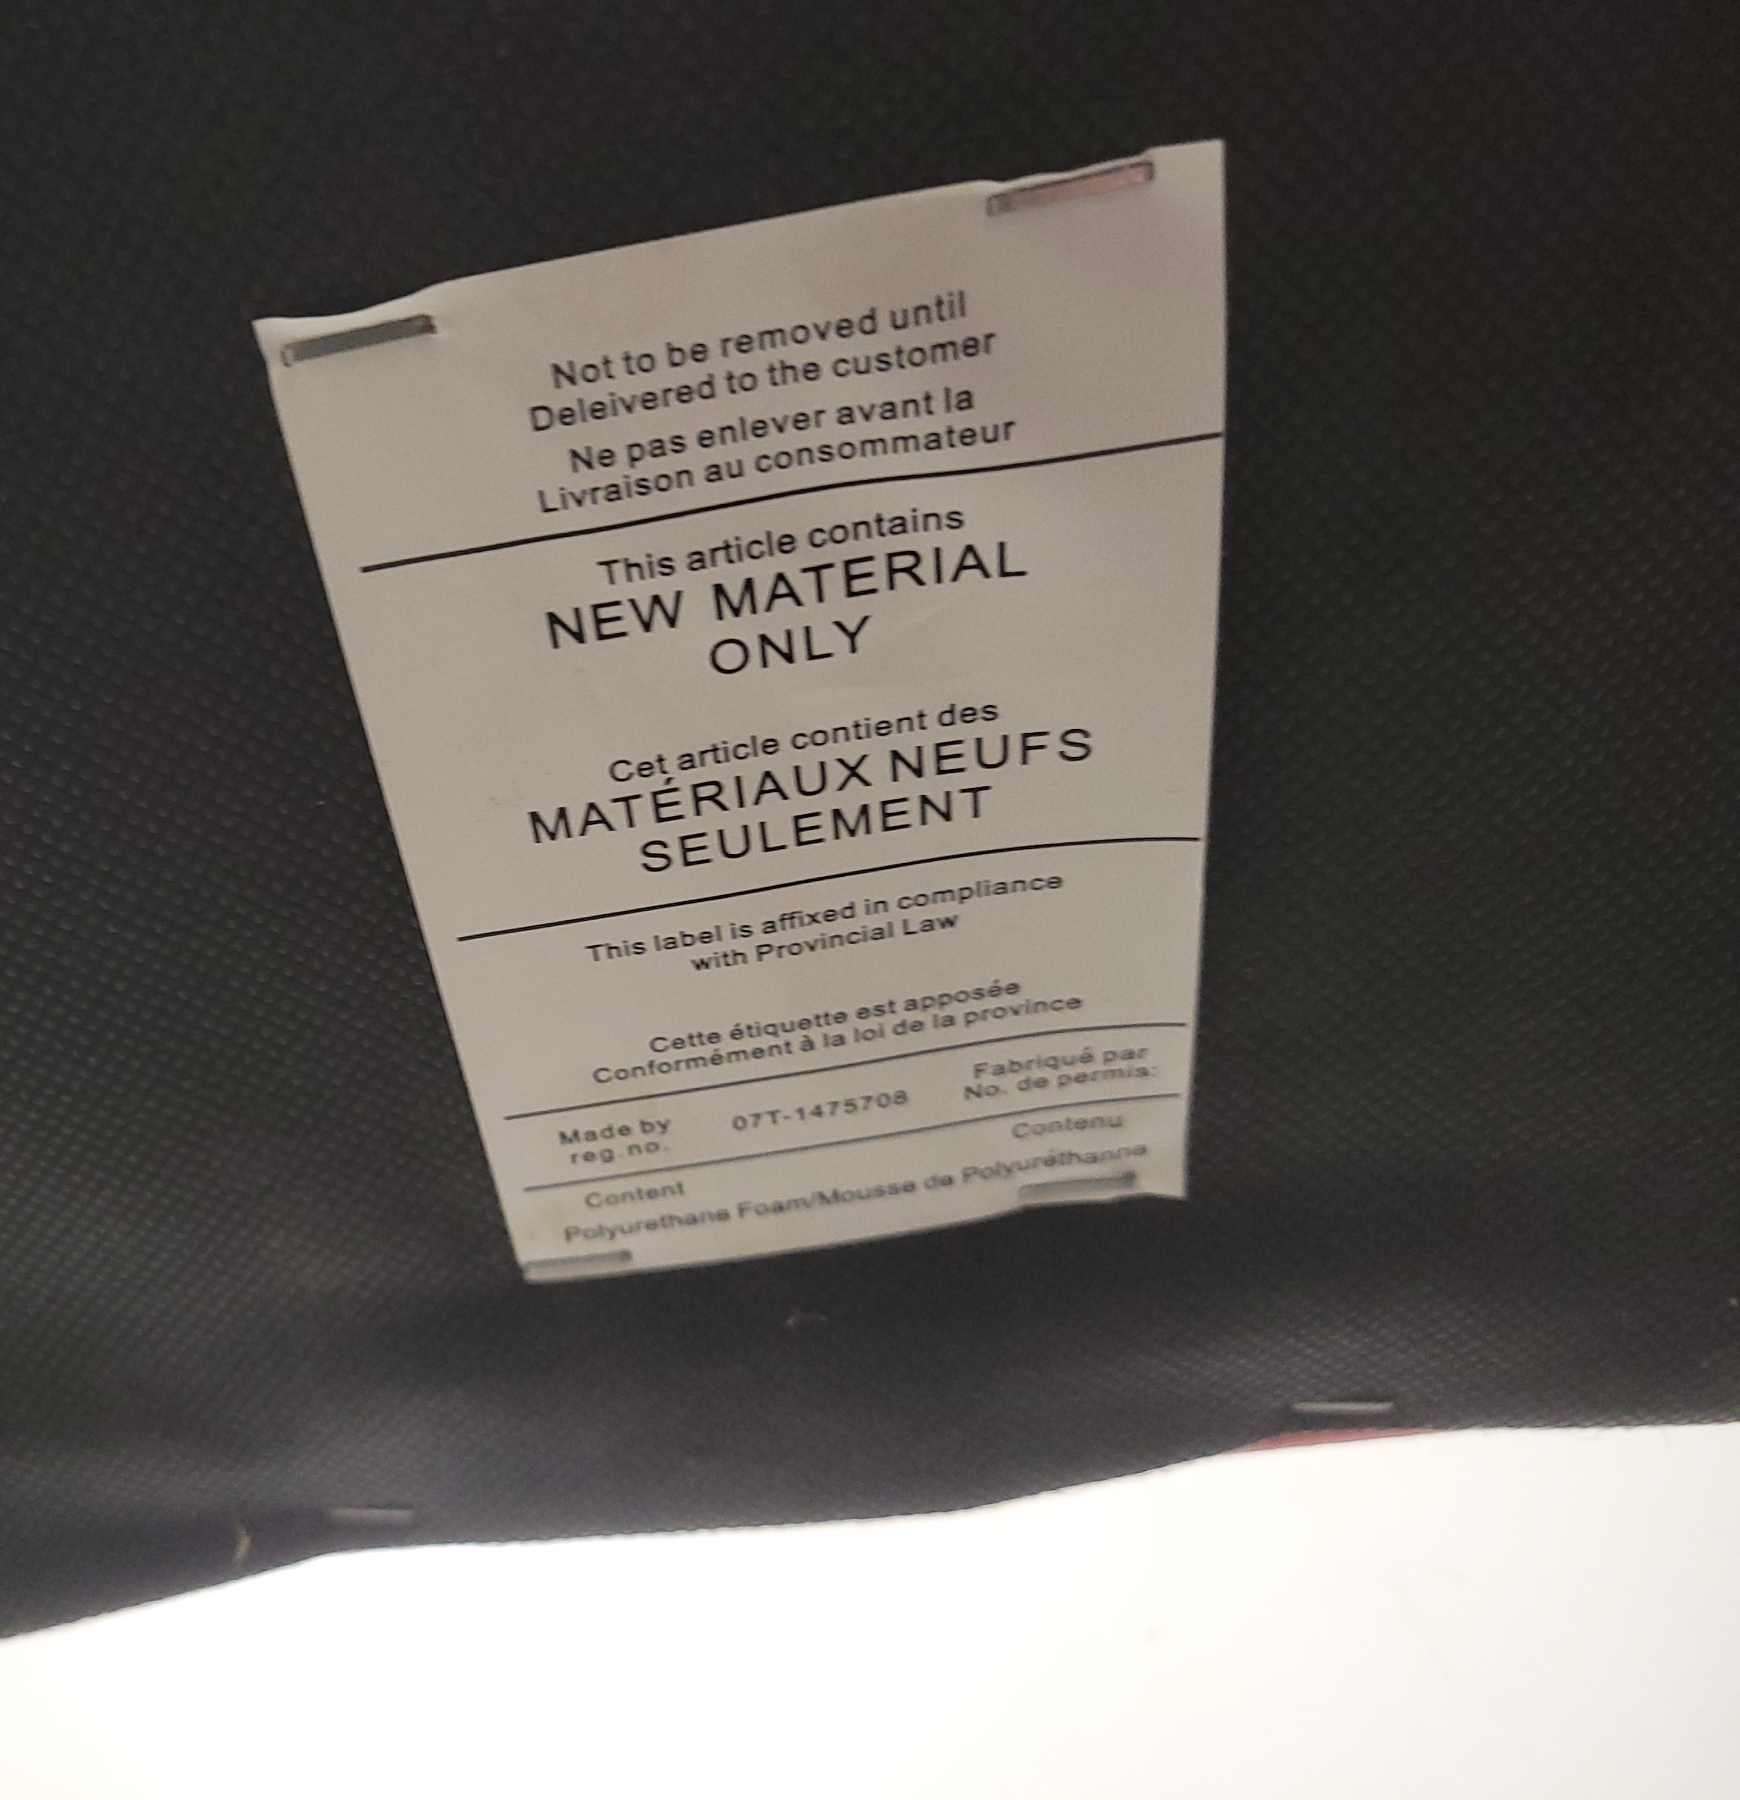 Not to be removed until
Deleivered to the customer
Ne pas enlever avant la
Livraison au consommateur
This article contains
NEW MATERIAL
ONLY
Cet article contient des
MATÉRIAUX NEUFS
SEULEMENT
This label is affixed in compliance
with Provincial Law
Cette étiquette est apposée
Conformément à la loi de la province
Made by
reg.no.
07T-1475708
Fabriqué par
No. de permis:
Content
Contenu
Polyurethane Foam/Mousse de Polyuréthanne